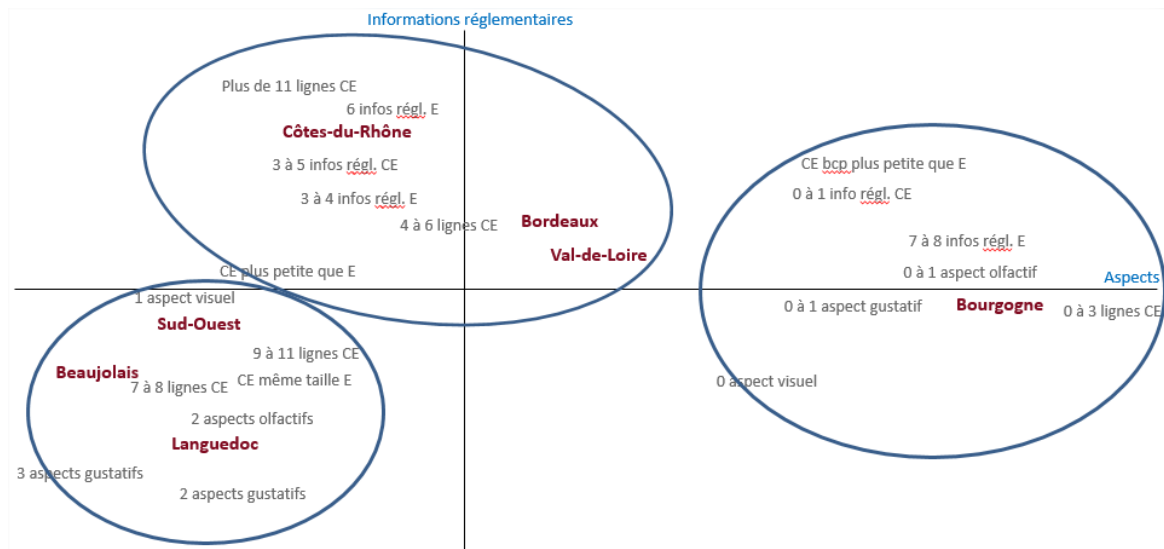 Informations réglementaires
Plus de 11 lignes CE
6 infos régl. E
Côtes-du-Rhône
3 à 5 infos régl. CE
3 à 4 infos régl. E
4 à 6 lignes CE
Bordeaux
Val-de-Loire
CE plus petite que E
CE bcp plus petite que E
0 à 1 info régl. CE
7 à 8 infos régl. E
0 à 1 aspect olfactif
Aspects
0 à 1 aspect gustatif
Bourgogne
0 à 3 lignes CE
0 aspect visuel
1 aspect visuel
Sud-Ouest
9 à 11 lignes CE
Beaujolais
CE même taille E
7 à 8 lignes CE
2 aspects olfactifs
Languedoc
3 aspects gustatifs
2 aspects gustatifs